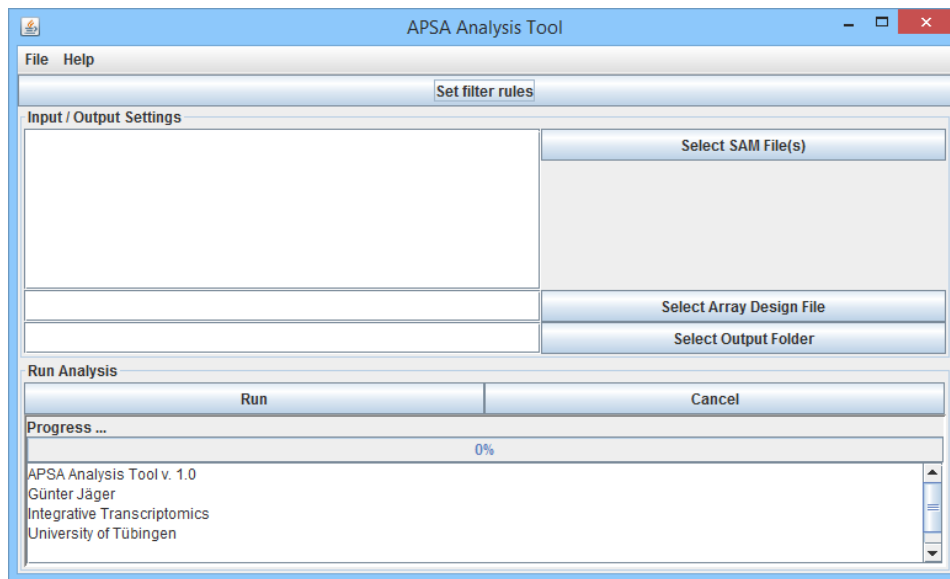 APSA Analysis Tool
File Help
Set filter rules
Input / Output Settings
Select SAM File(s)
Select Array Design File
Select Output Folder
Run Analysis
Run Cancel
Progress ...
0%
APSA Analysis Tool v. 1.0
Günter Jäger
Integrative Transcriptomics
University of Tübingen